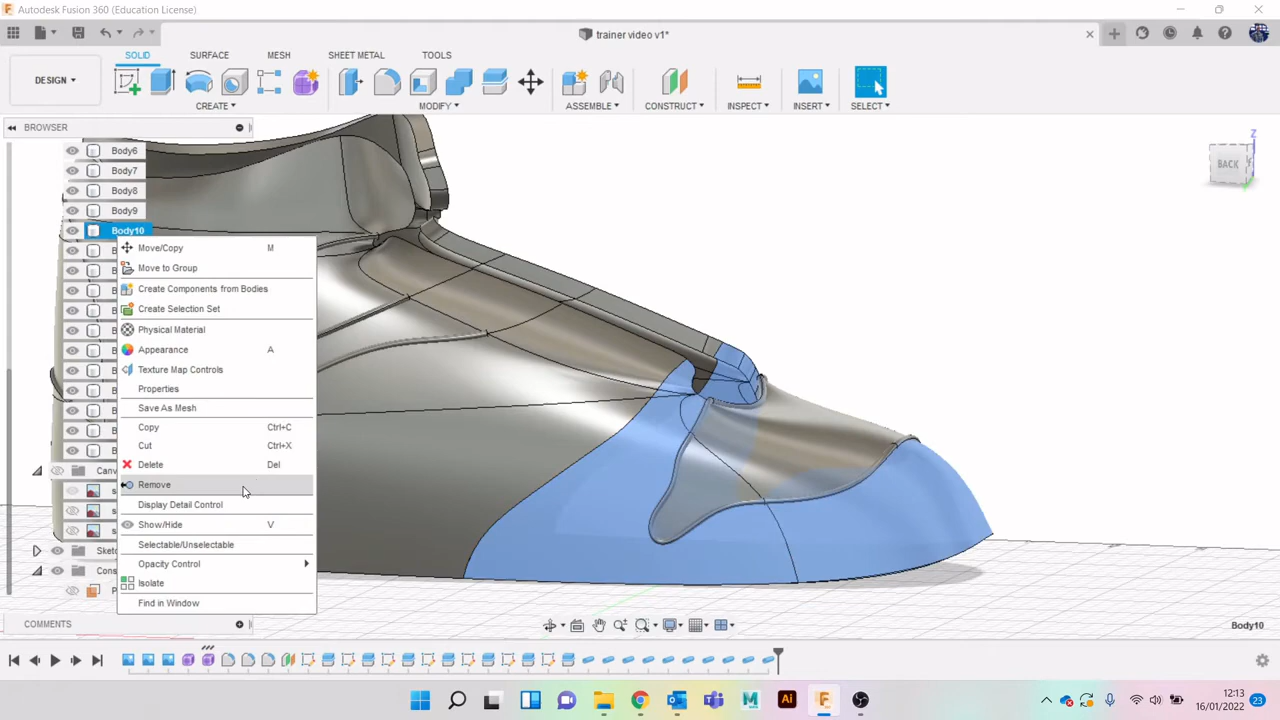 Autodesk Fusion 360 (Education License)
trainer video v1*
DESIGN
SOLID SURFACE MESH SHEET METAL TOOLS
CREATE MODIFY ASSEMBLE CONSTRUCT INSPECT INSERT SELECT
BROWSER
BACK
Z
Body6
Body7
Body8
Body9
Body10
Move/Copy M
Move to Group
Create Components from Bodies
Create Selection Set
Physical Material
Appearance A
Texture Map Controls
Properties
Save As Mesh
Copy Ctrl+C
Cut Ctrl+X
Delete Del
Remove
Display Detail Control
Show/Hide V
Selectable/Unselectable
Opacity Control
Isolate
Find in Window
B
B
B
B
B
B
B
B
B
B
B
Canv
s
s
s
Sketc
Cons
P
COMMENTS
Body10
12:13
16/01/2022
23